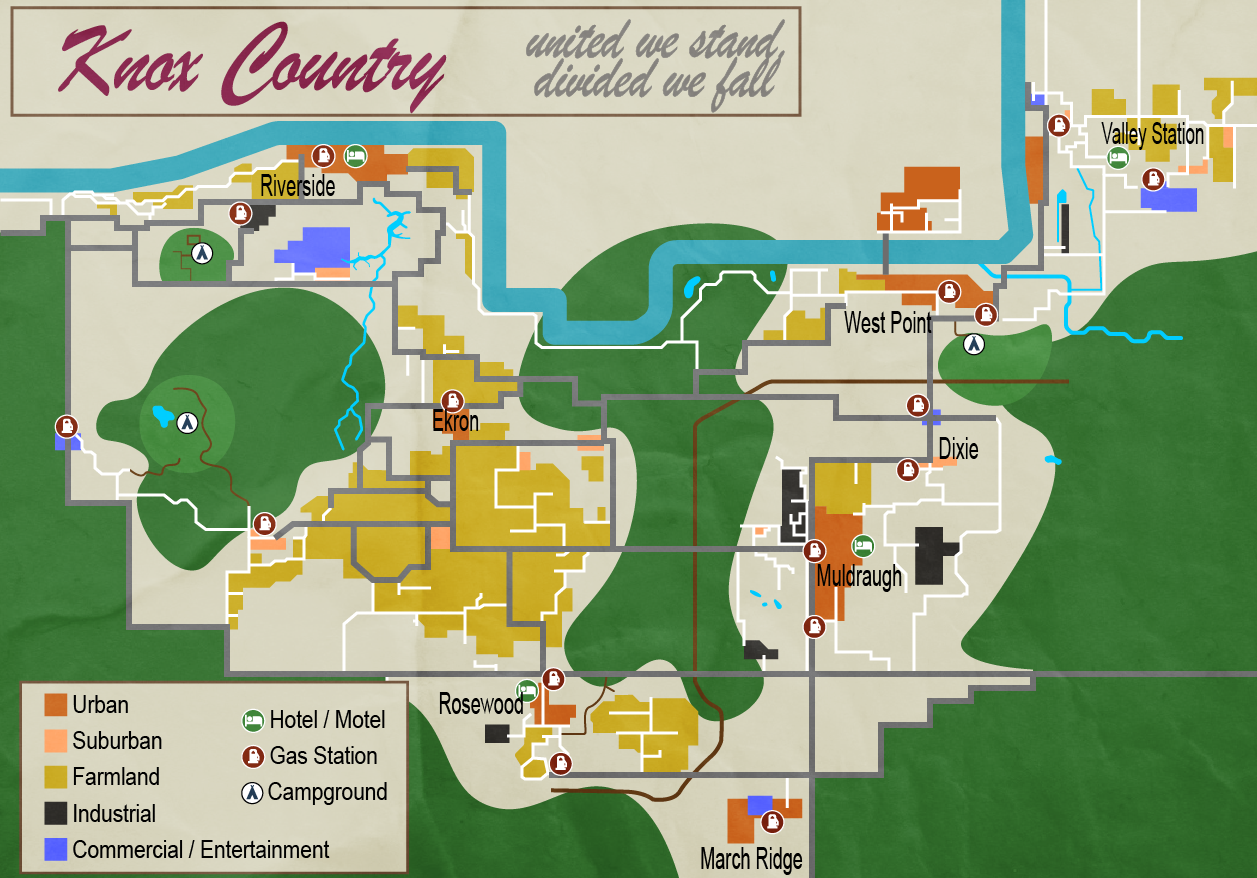 Knox Country
united we stand,
divided we fall
Valley Station
Riverside
West Point
Ekron
Dixie
Muldraugh
Rosewood
March Ridge
Urban
Suburban
Farmland
Industrial
Commercial / Entertainment
Hotel / Motel
Gas Station
Campground